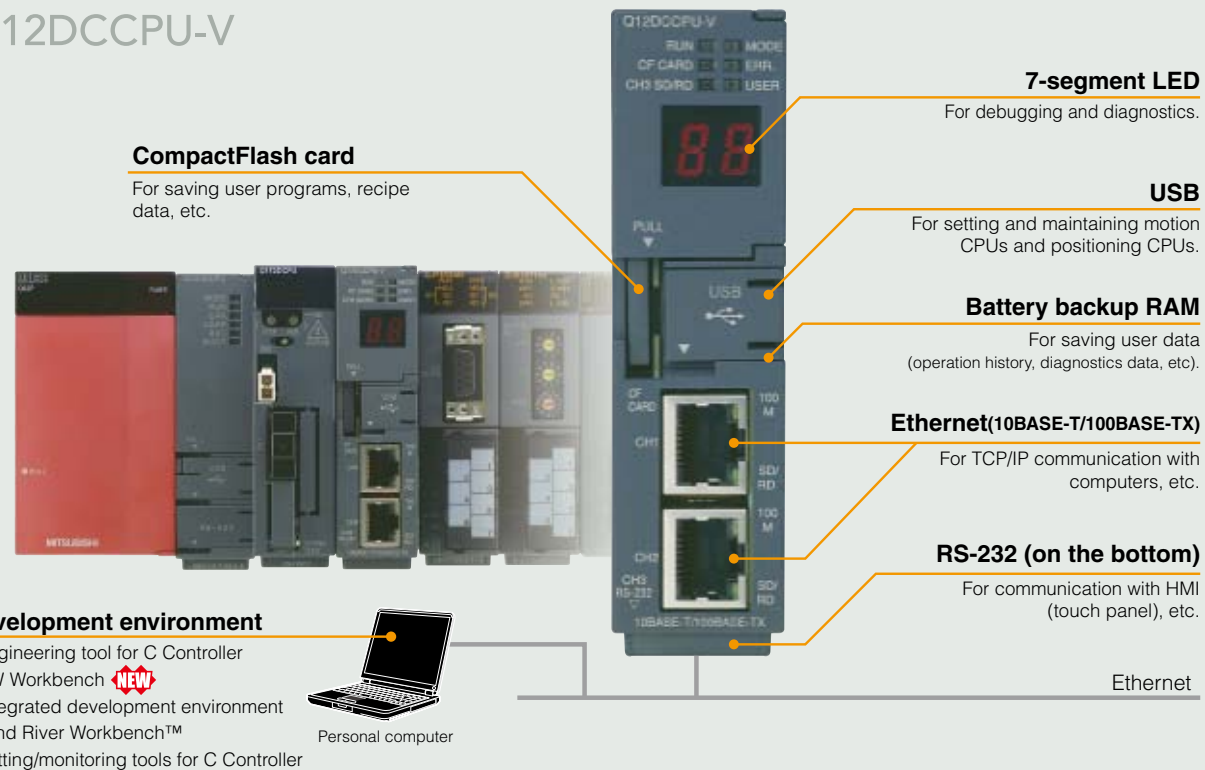 12DCCPU-V
Q12DCCPU-V
RUN MODE
CF CARD ERR.
CH3 SD/RD USER
88
PULL
USB
CF CARD
100 M
CH1
SD/RD
100 M
CH2
CH3 RS-232
SD/RD
10BASE-T/100BASE-TX
7-segment LED
For debugging and diagnostics.
CompactFlash card
For saving user programs, recipe
data, etc.
USB
For setting and maintaining motion
CPUs and positioning CPUs.
Battery backup RAM
For saving user data
(operation history, diagnostics data, etc).
Ethernet(10BASE-T/100BASE-TX)
For TCP/IP communication with
computers, etc.
RS-232 (on the bottom)
For communication with HMI
(touch panel), etc.
Ethernet
MITSUBISHI
velopment environment
gineering tool for C Controller
W Workbench NEW
egrated development environment
nd River Workbench™
tting/monitoring tools for C Controller
Personal computer